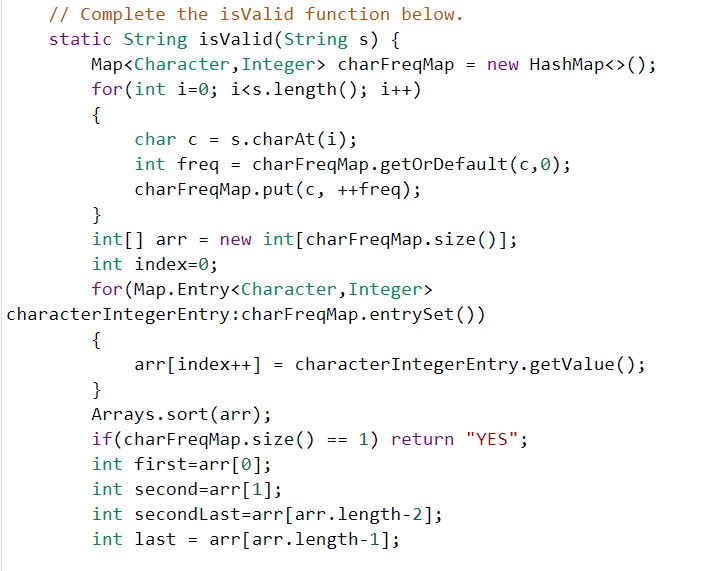 // Complete the isValid function below.
static String isValid(String s) {
Map<Character,Integer> charFreqMap = new HashMap<>();
for(int i=0; i<s.length(); i++)
{
char c = s.charAt(i);
int freq = charFreqMap.getOrDefault(c,0);
charFreqMap.put(c, ++freq);
}
int[] arr = new int[charFreqMap.size()];
int index=0;
for(Map.Entry<Character,Integer>
characterIntegerEntry:charFreqMap.entrySet())
{
arr[index++] = characterIntegerEntry.getValue();
}
Arrays.sort(arr);
if(charFreqMap.size() == 1) return "YES";
int first=arr[0];
int second=arr[1];
int secondLast=arr[arr.length-2];
int last = arr[arr.length-1];